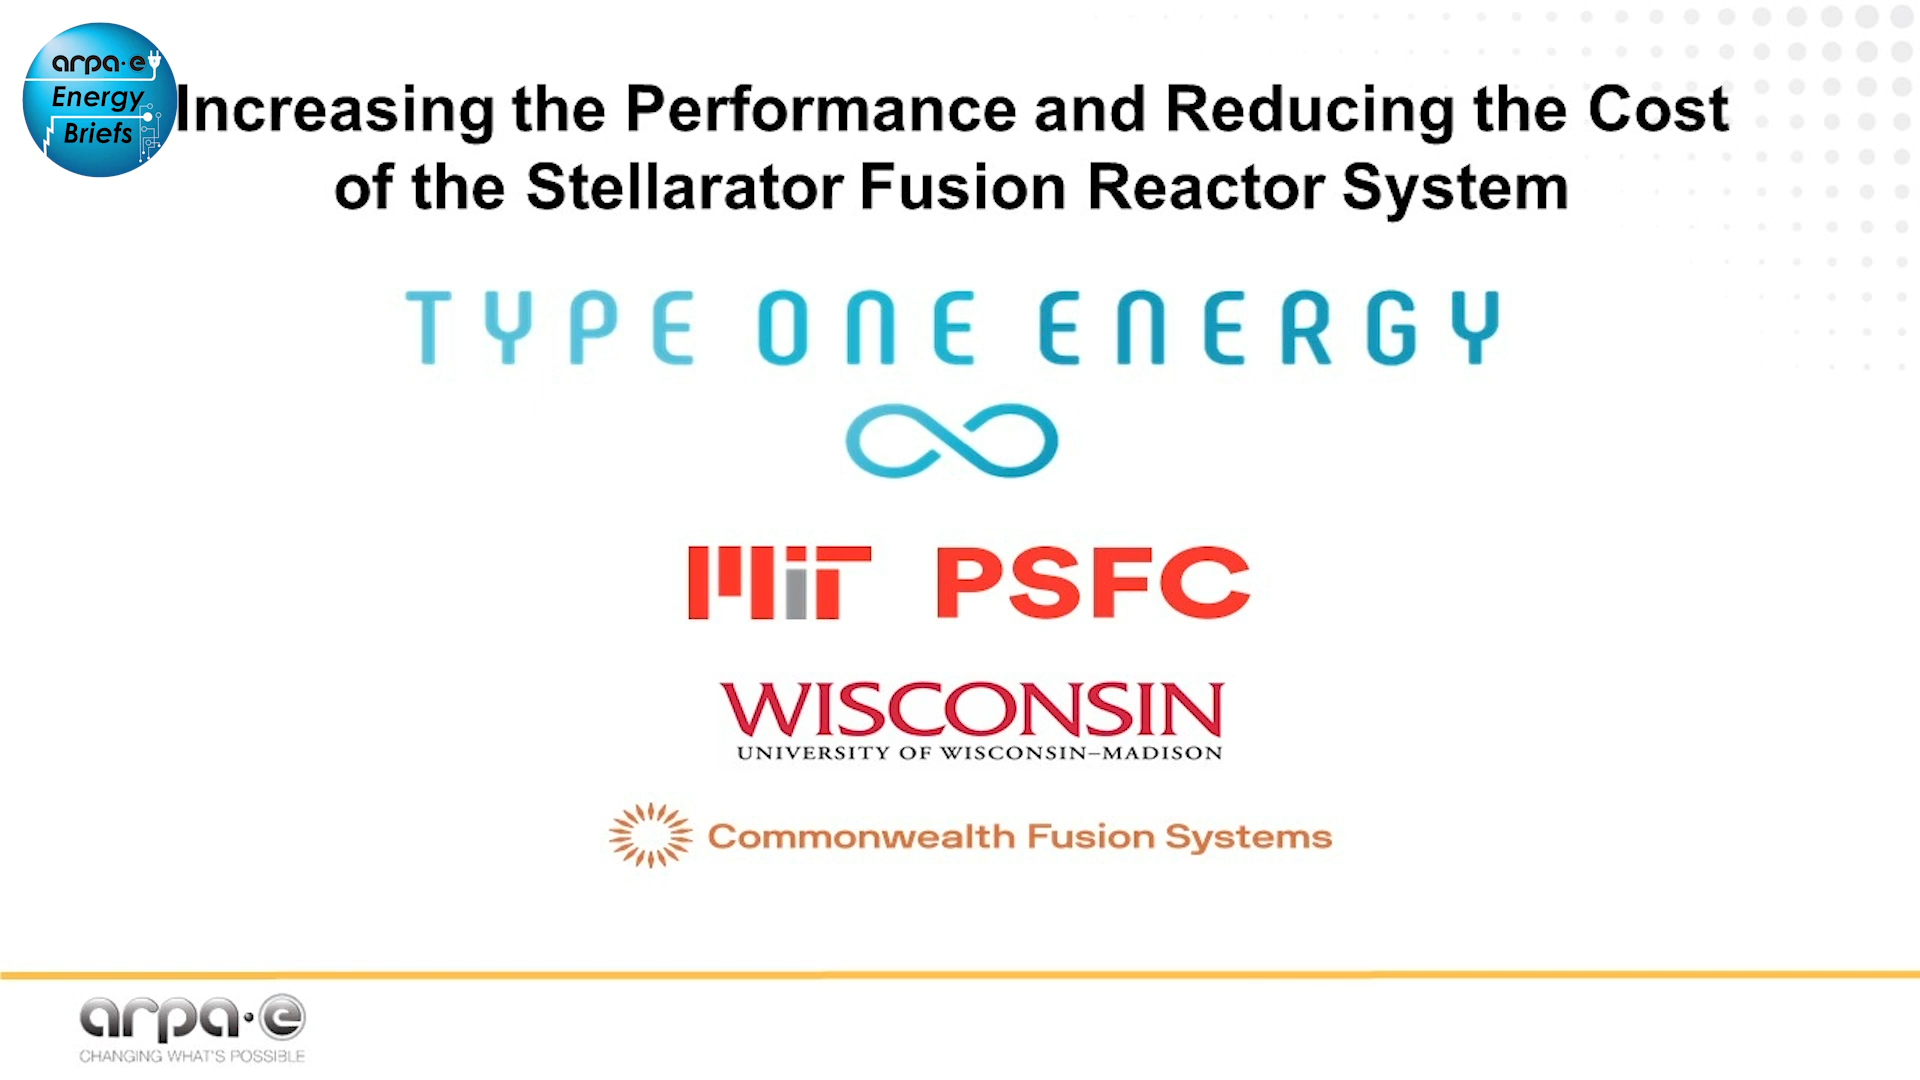 arpa·e
Energy
Briefs
Increasing the Performance and Reducing the Cost
of the Stellarator Fusion Reactor System
TYPE ONE ENERGY
MIT PSFC
WISCONSIN
UNIVERSITY OF WISCONSIN–MADISON
Commonwealth Fusion Systems
arpa·e
CHANGING WHAT'S POSSIBLE